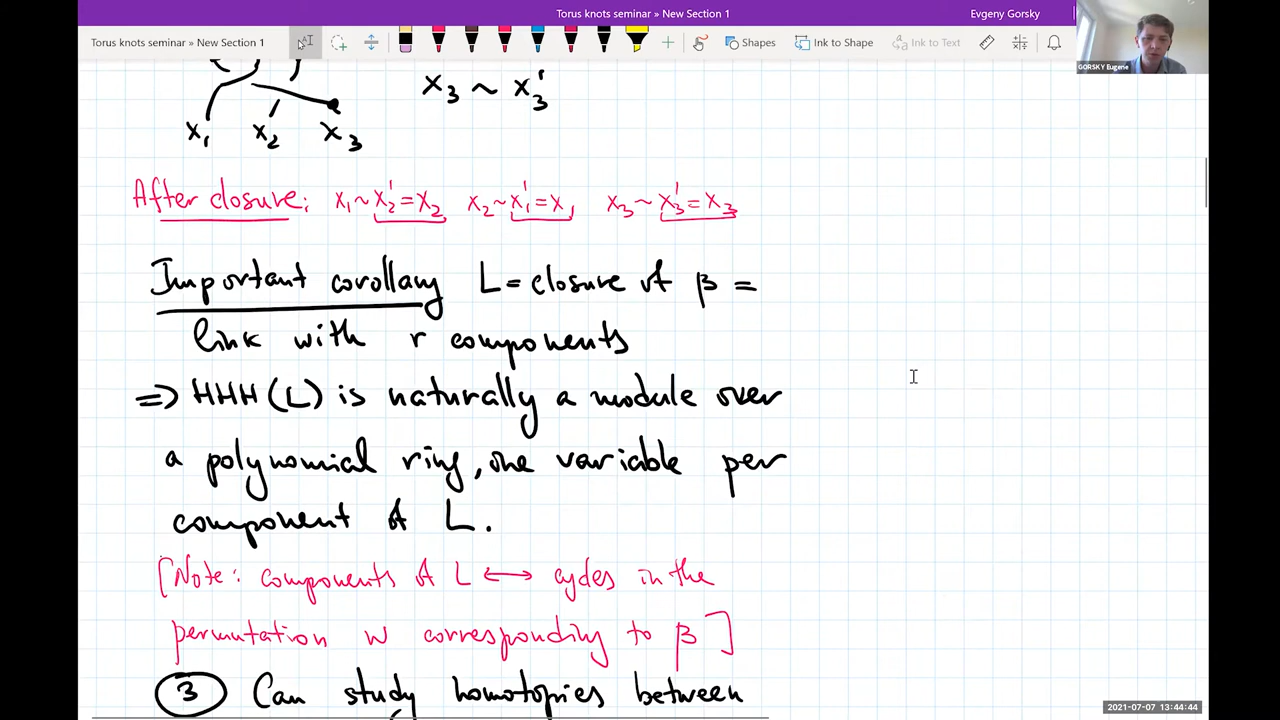 Torus knots seminar » New Section 1
Evgeny Gorsky
Torus knots seminar » New Section 1
Shapes
Ink to Shape
Ink to Text
GORSKY Eugene
x₃ ~ x₃'
x₁ x₂ x₃
After closure: x₁~x₂'=x₂ x₂~x₁'=x₁ x₃~x₃'=x₃
Important corollary L = closure of β =
link with r components
=> HHH(L) is naturally a module over
a polynomial ring, one variable per
component of L.
[Note: components of L <-> cycles in the
permutation w corresponding to β]
3 Can study homotopies between
2021-07-07 13:44:44